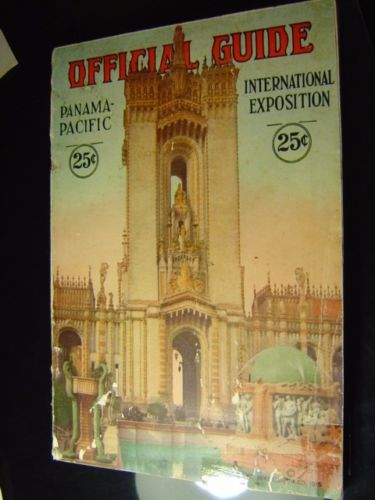 OFFICIAL GUIDE
PANAMA-
PACIFIC
INTERNATIONAL
EXPOSITION
25¢
25¢